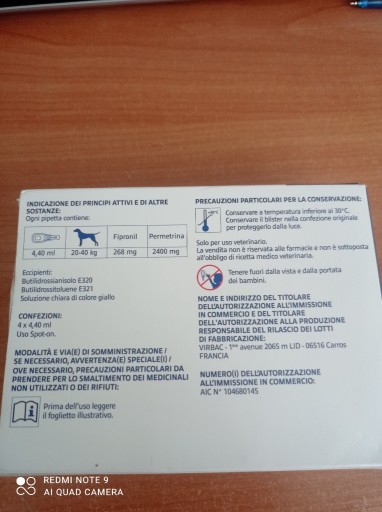 INDICAZIONE DEI PRINCIPI ATTIVI E DI ALTRE
SOSTANZE:
Ogni pipetta contiene:
Fipronil Permetrina
4,40 ml 20-40 kg 268 mg 2400 mg
Eccipienti:
Butilidrossianisolo E320
Butilidrossitoluene E321
Soluzione chiara di colore giallo
CONFEZIONI:
4 x 4,40 ml
Uso Spot-on.
MODALITÀ E VIA(E) DI SOMMINISTRAZIONE /
SE NECESSARIO, AVVERTENZA(E) SPECIALE(I) /
OVE NECESSARIO, PRECAUZIONI PARTICOLARI DA
PRENDERE PER LO SMALTIMENTO DEI MEDICINALI
NON UTILIZZATI O DEI RIFIUTI:
Prima dell'uso leggere
il foglietto illustrativo.
PRECAUZIONI PARTICOLARI PER LA CONSERVAZIONE:
Conservare a temperatura inferiore ai 30°C.
Conservare il blister nella confezione originale
per proteggerlo dalla luce.
Solo per uso veterinario.
La vendita non è riservata alle farmacie e non è sottoposta
all'obbligo di ricetta medico veterinaria.
Tenere fuori dalla vista e dalla portata
dei bambini.
NOME E INDIRIZZO DEL TITOLARE
DELL'AUTORIZZAZIONE ALL'IMMISSIONE
IN COMMERCIO E DEL TITOLARE
DELL'AUTORIZZAZIONE ALLA PRODUZIONE
RESPONSABILE DEL RILASCIO DEI LOTTI
DI FABBRICAZIONE:
VIRBAC - 1ère avenue 2065 m LID - 06516 Carros
FRANCIA
NUMERO(I) DELL'AUTORIZZAZIONE
ALL'IMMISSIONE IN COMMERCIO:
AIC N° 104680145
REDMI NOTE 9
AI QUAD CAMERA